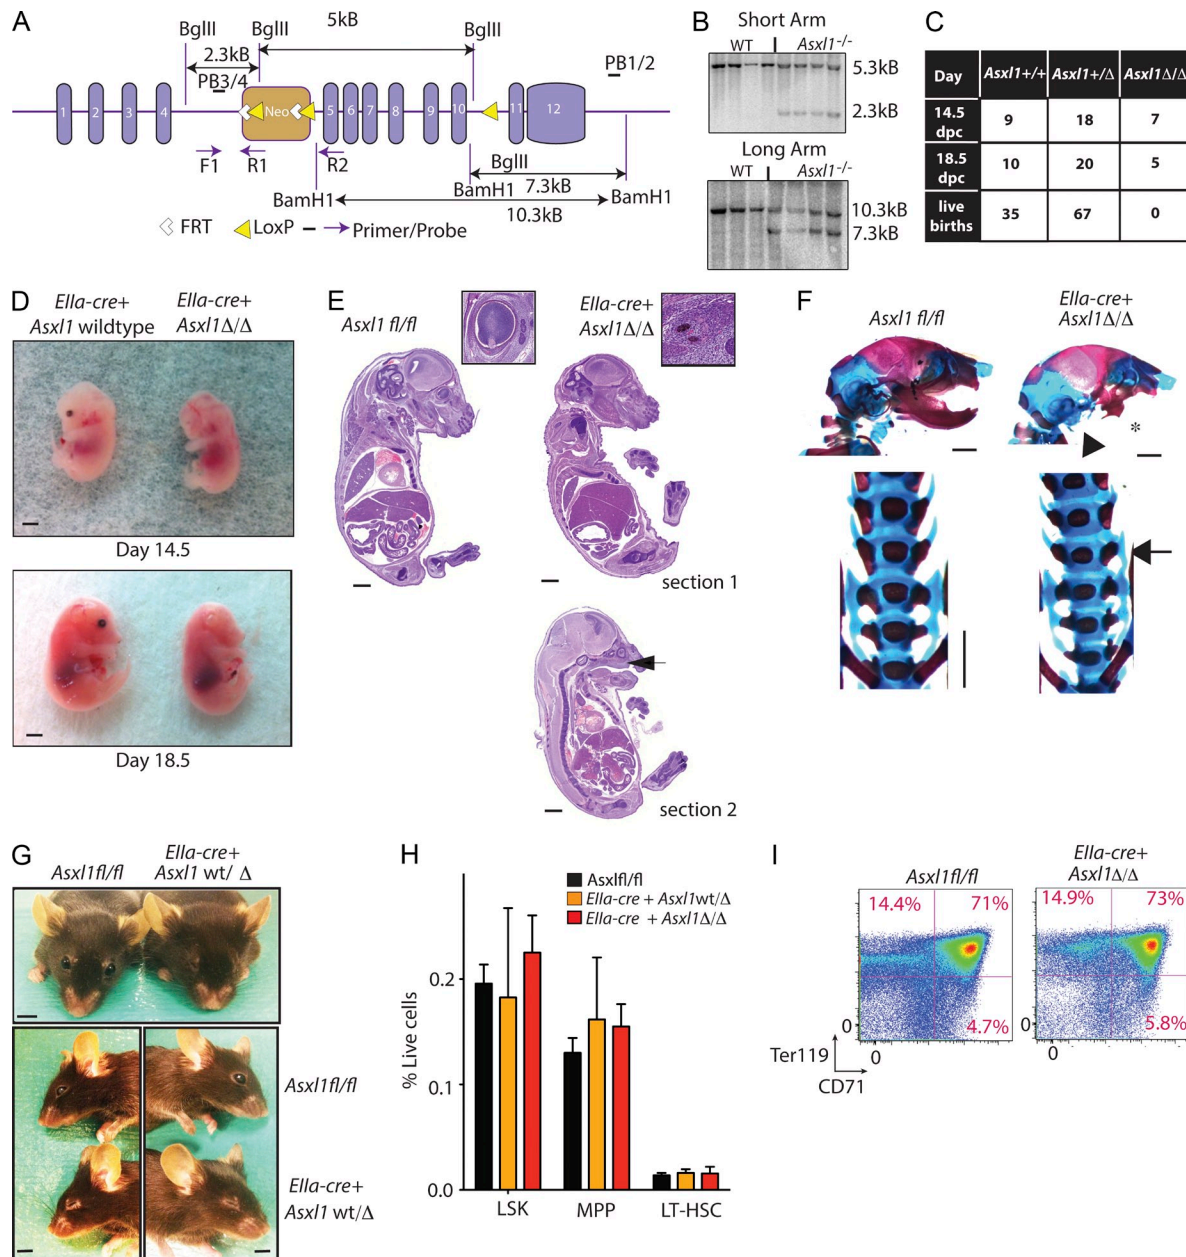 A
BglII
BglII
5kB
BglII
2.3kB
PB3/4
PB1/2
1 2 3 4 Neo 5 6 7 8 9 10 11 12
F1 R1 R2
BglII
BamH1
BamH1
7.3kB
BamH1
10.3kB
FRT LoxP Primer/Probe
B
Short Arm
WT Asxl1-/-
5.3kB
2.3kB
Long Arm
WT Asxl1-/-
10.3kB
7.3kB
C
Day Asxl1+/+ Asxl1+/Δ Asxl1Δ/Δ
14.5 dpc 9 18 7
18.5 dpc 10 20 5
live births 35 67 0
D
EIIa-cre+
Asxl1 wildtype
EIIa-cre+
Asxl1Δ/Δ
Day 14.5
Day 18.5
E
Asxl1 fl/fl
EIIa-cre+
Asxl1Δ/Δ
section 1
section 2
F
Asxl1 fl/fl
EIIa-cre+
Asxl1Δ/Δ
*
G
Asxl1fl/fl
EIIa-cre+
Asxl1 wt/ Δ
Asxl1fl/fl
EIIa-cre+
Asxl1 wt/Δ
H
Asxlfl/fl
EIIa-cre + Asxl1wt/Δ
EIIa-cre + Asxl1Δ/Δ
% Live cells
0.2
0.1
0.0
LSK MPP LT-HSC
I
Asxl1fl/fl
EIIa-cre+
Asxl1Δ/Δ
14.4% 71%
4.7%
14.9% 73%
5.8%
0
0
0
0
Ter119
CD71